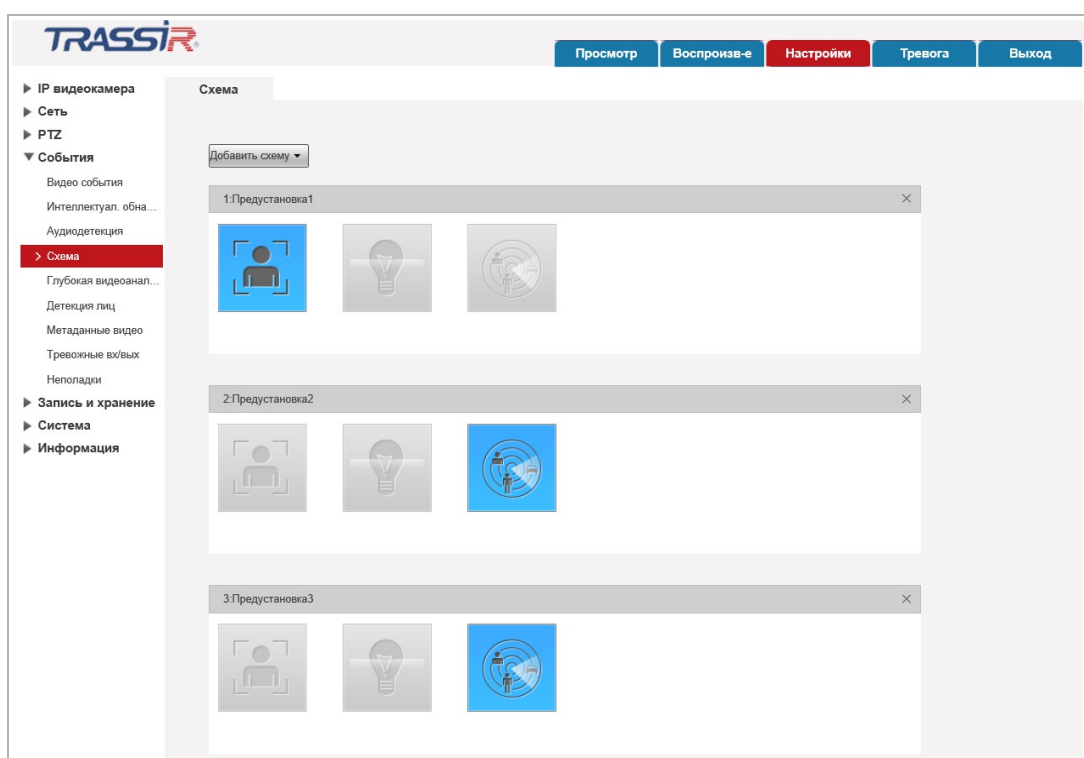 TRASSIR
Просмотр
Воспроизв-е
Настройки
Тревога
Выход
IP видеокамера
Сеть
PTZ
События
Видео события
Интеллектуал. обна...
Аудиодетекция
Схема
Глубокая видеоанал...
Детекция лиц
Метаданные видео
Тревожные вх/вых
Неполадки
Запись и хранение
Система
Информация
Схема
Добавить схему
1:Предустановка1
2:Предустановка2
3:Предустановка3